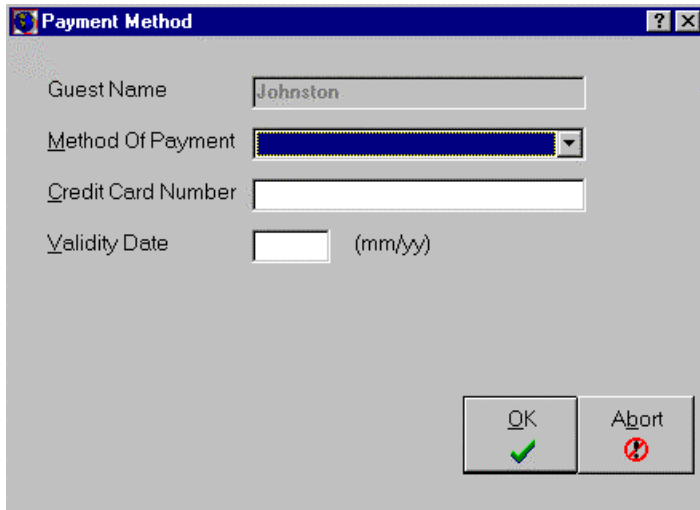 Payment Method
Guest Name Johnston
Method Of Payment
Credit Card Number
Validity Date (mm/yy)
OK Abort